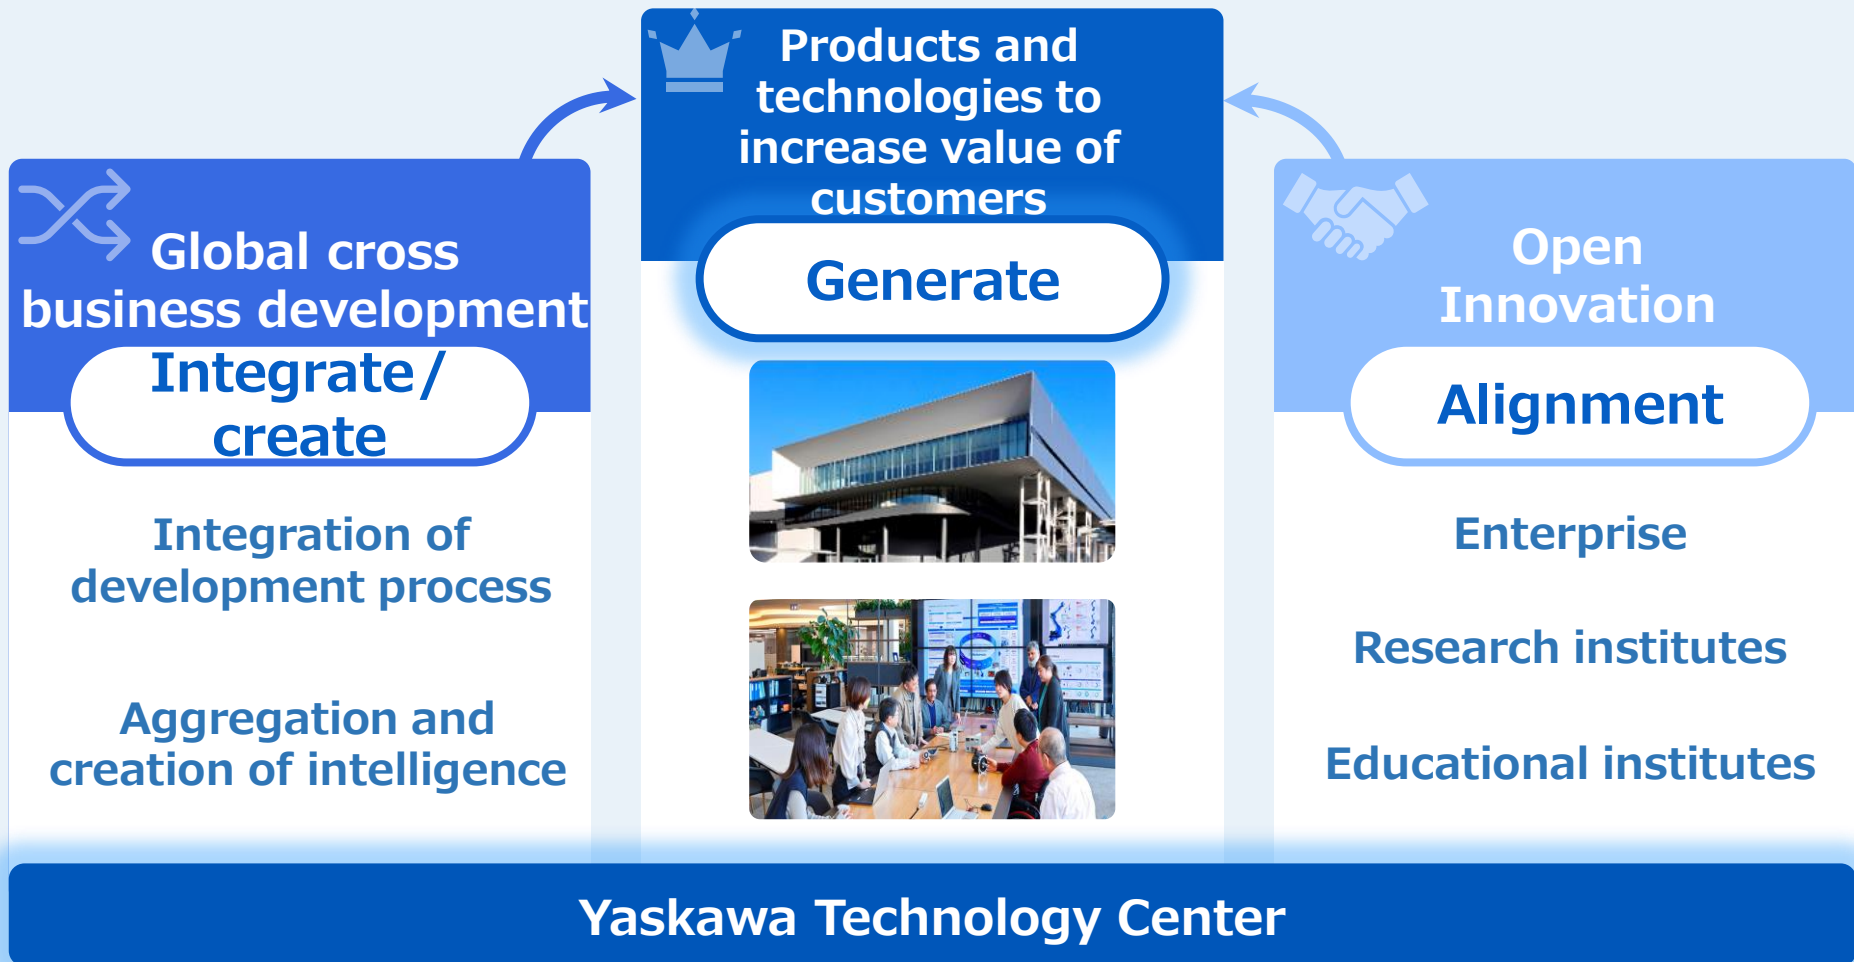 Products and
technologies to
increase value of
customers
Generate
Global cross
business development
Integrate/
create
Integration of
development process
Aggregation and
creation of intelligence
Open
Innovation
Alignment
Enterprise
Research institutes
Educational institutes
Yaskawa Technology Center